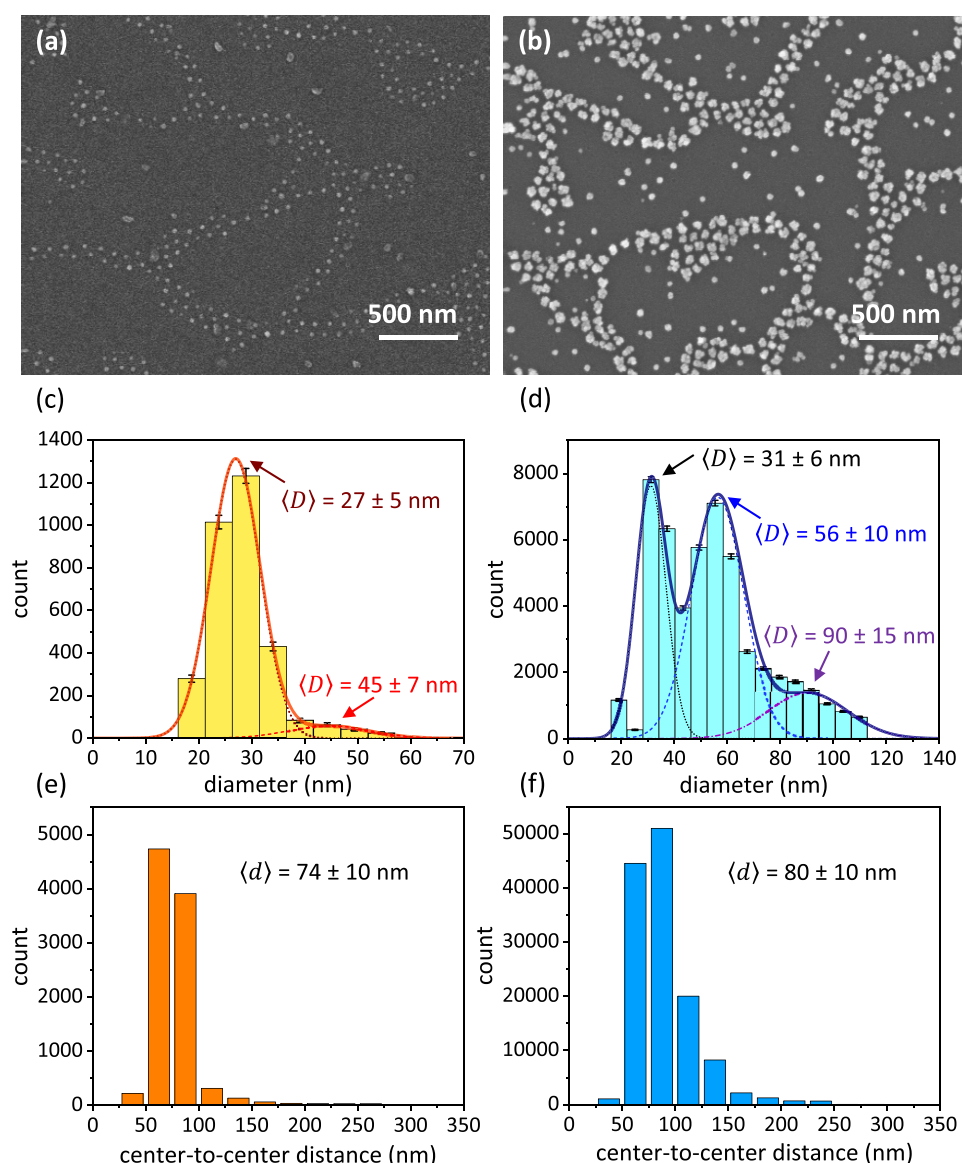 (a)
500 nm
(b)
500 nm
(c)
1400
1200
1000
800
600
400
200
0
count
⟨D⟩ = 27 ± 5 nm
⟨D⟩ = 45 ± 7 nm
0 10 20 30 40 50 60 70
diameter (nm)
(d)
8000
6000
4000
2000
0
count
⟨D⟩ = 31 ± 6 nm
⟨D⟩ = 56 ± 10 nm
⟨D⟩ = 90 ± 15 nm
0 20 40 60 80 100 120 140
diameter (nm)
(e)
5000
4000
3000
2000
1000
0
count
⟨d⟩ = 74 ± 10 nm
0 50 100 150 200 250 300 350
center-to-center distance (nm)
(f)
50000
40000
30000
20000
10000
0
count
⟨d⟩ = 80 ± 10 nm
0 50 100 150 200 250 300 350
center-to-center distance (nm)